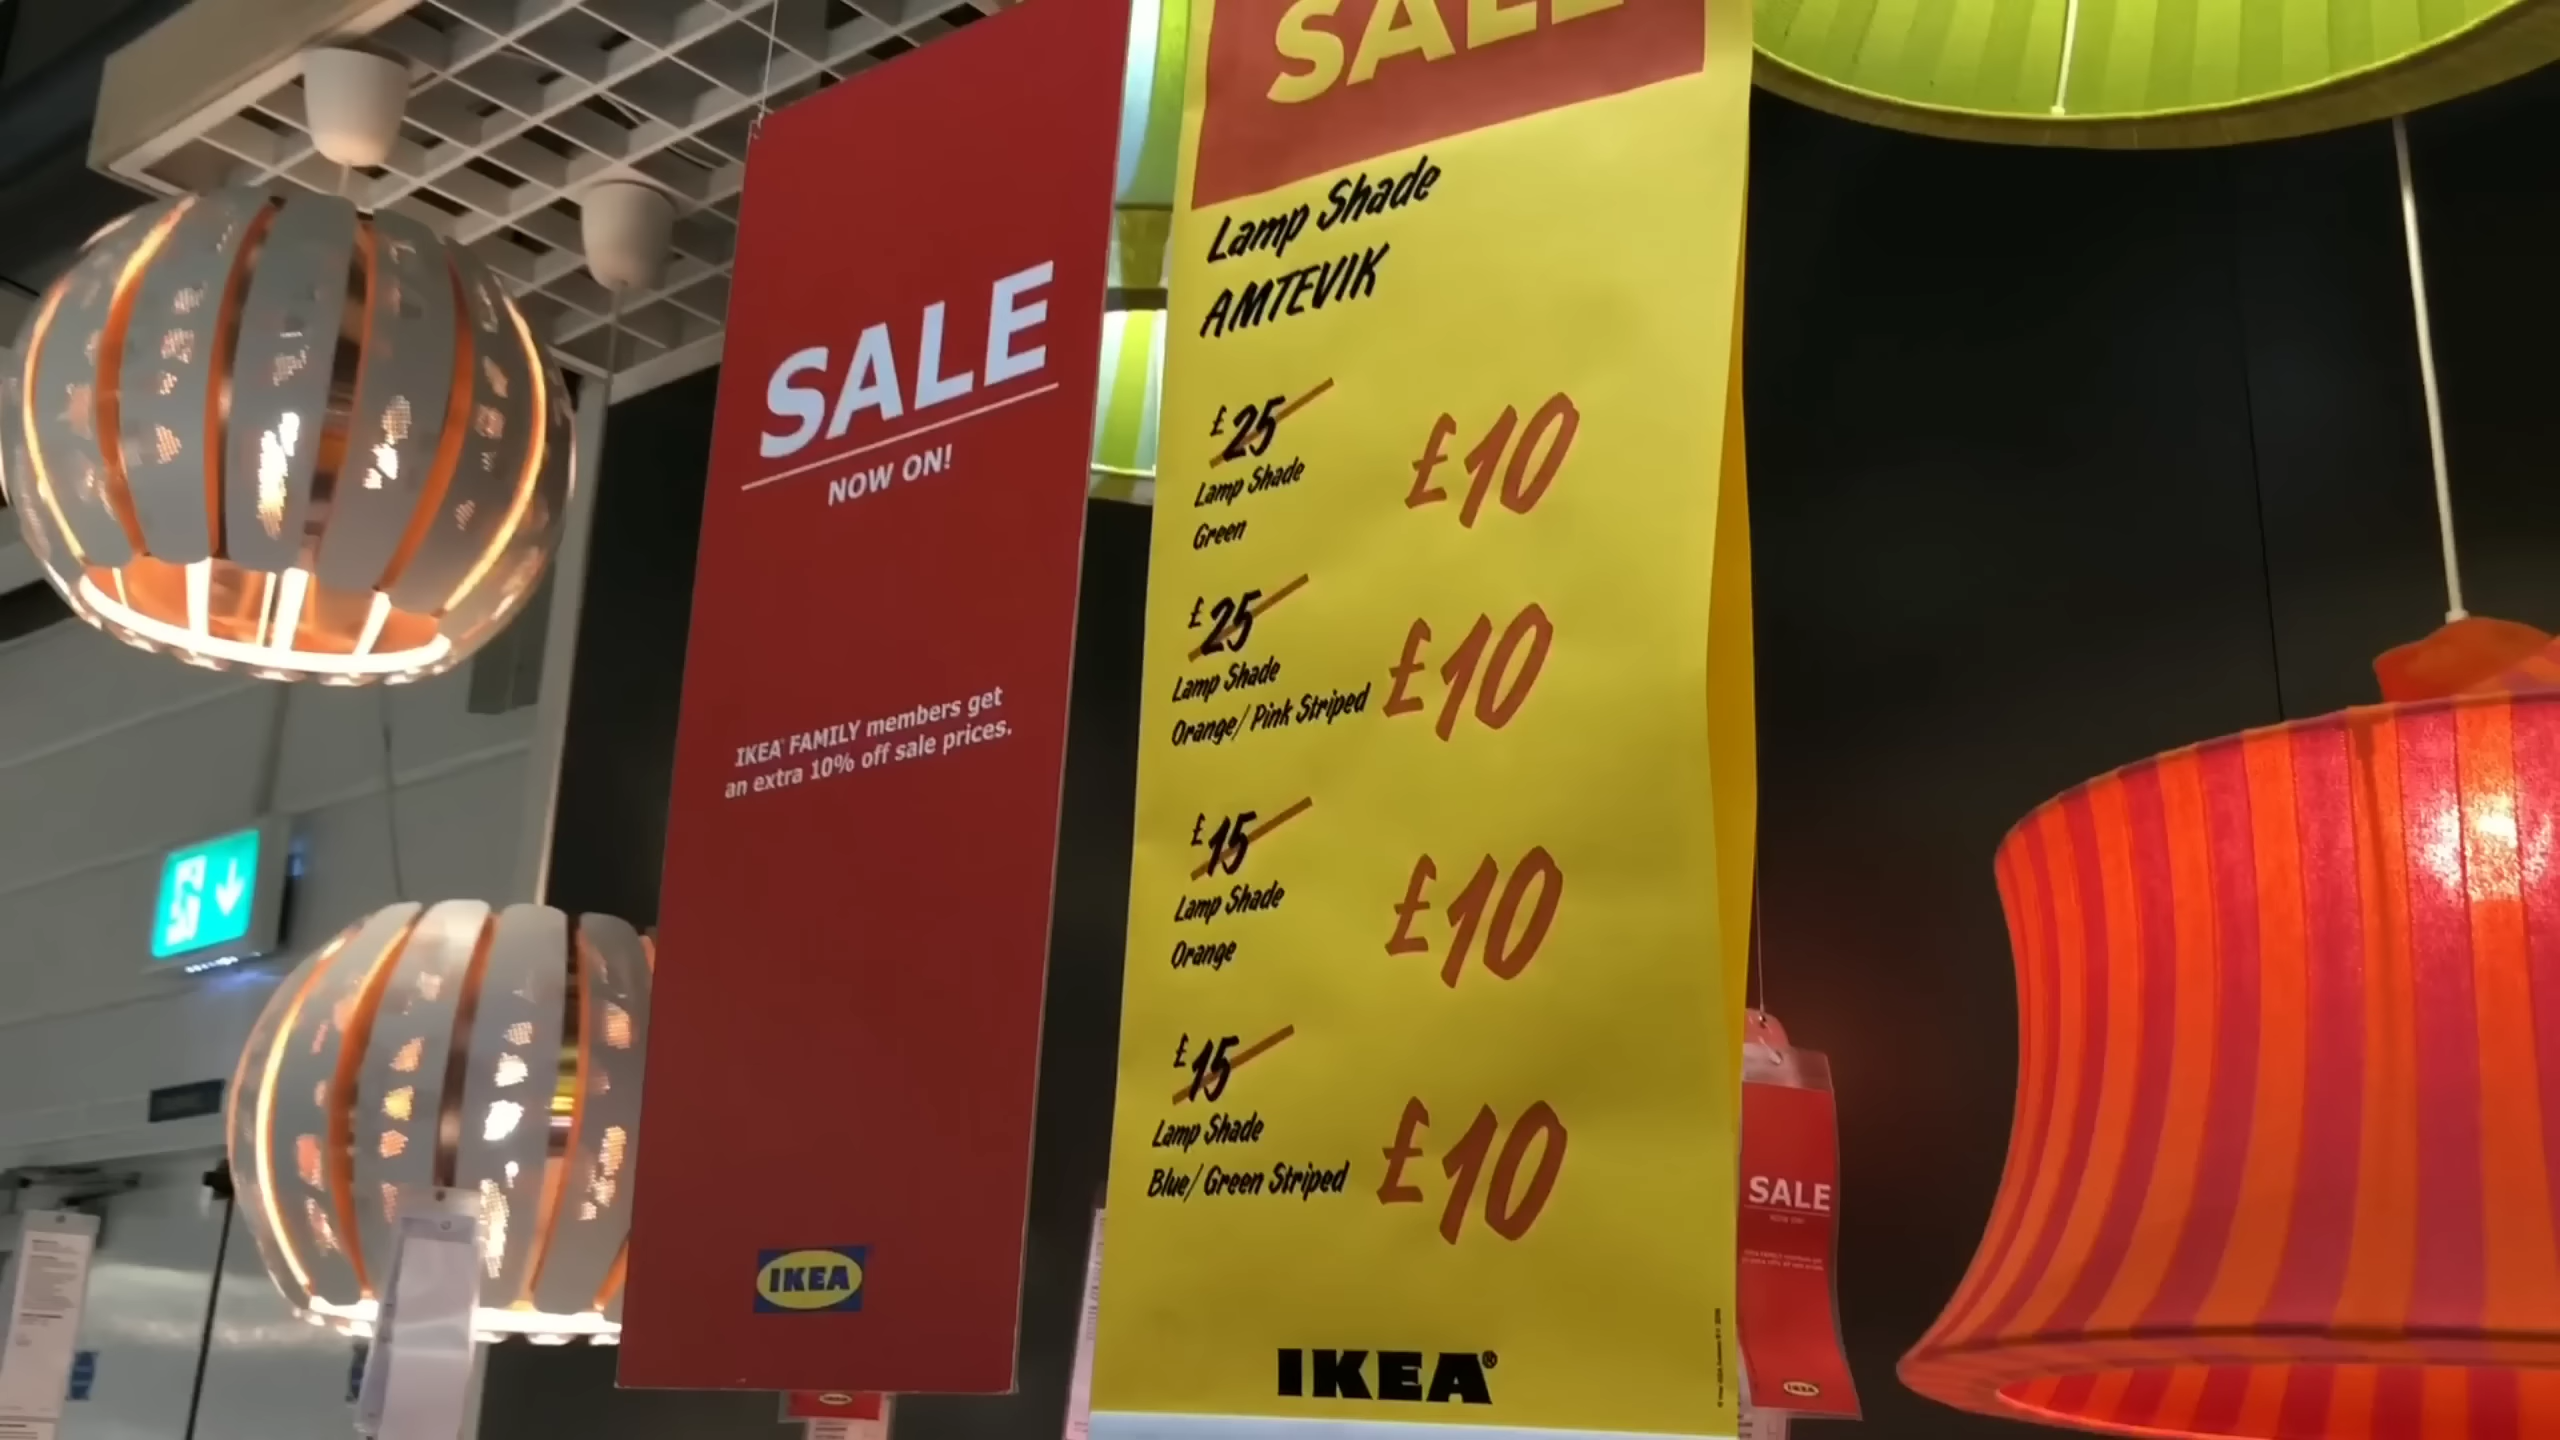 SALE
NOW ON!
IKEA FAMILY members get
an extra 10% off sale prices.
IKEA
SALE
Lamp Shade
AMTEVIK
£25 £10
Lamp Shade
Green
£25 £10
Lamp Shade
Orange/ Pink Striped
£15 £10
Lamp Shade
Orange
£15 £10
Lamp Shade
Blue/ Green Striped
IKEA®
SALE
NOW ON!
IKEA